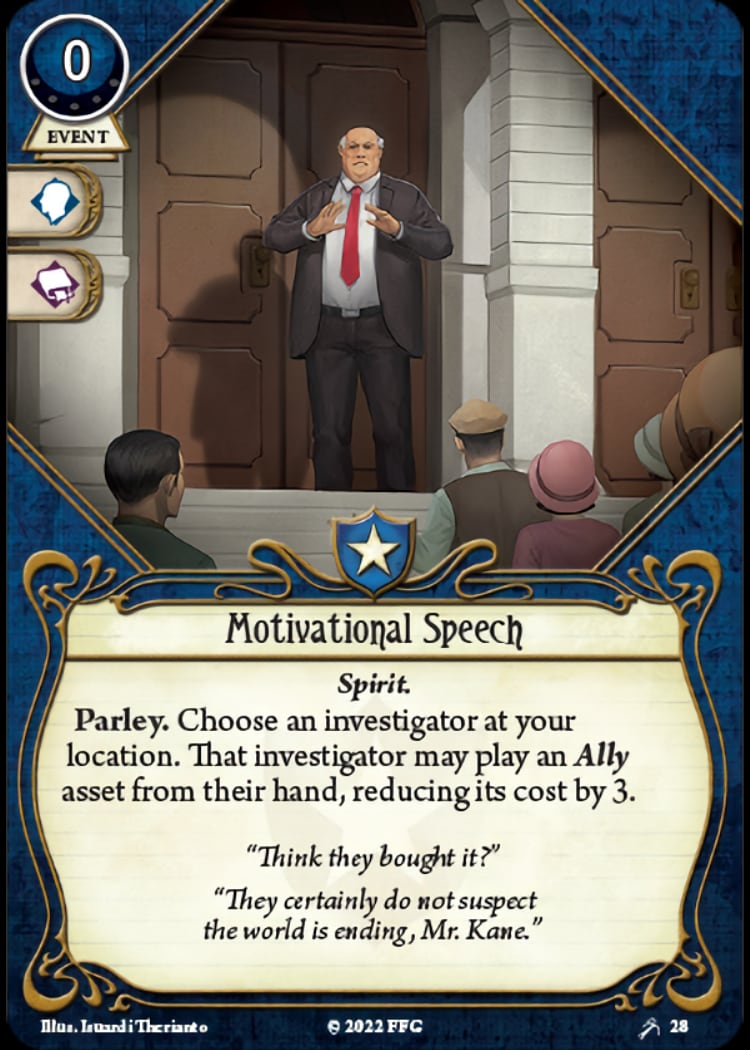 0
EVENT
Motivational Speech
Spirit.
Parley. Choose an investigator at your
location. That investigator may play an Ally
asset from their hand, reducing its cost by 3.
“Think they bought it?”
“They certainly do not suspect
the world is ending, Mr. Kane.”
Illus. Isuardi Therianto © 2022 FFG 28